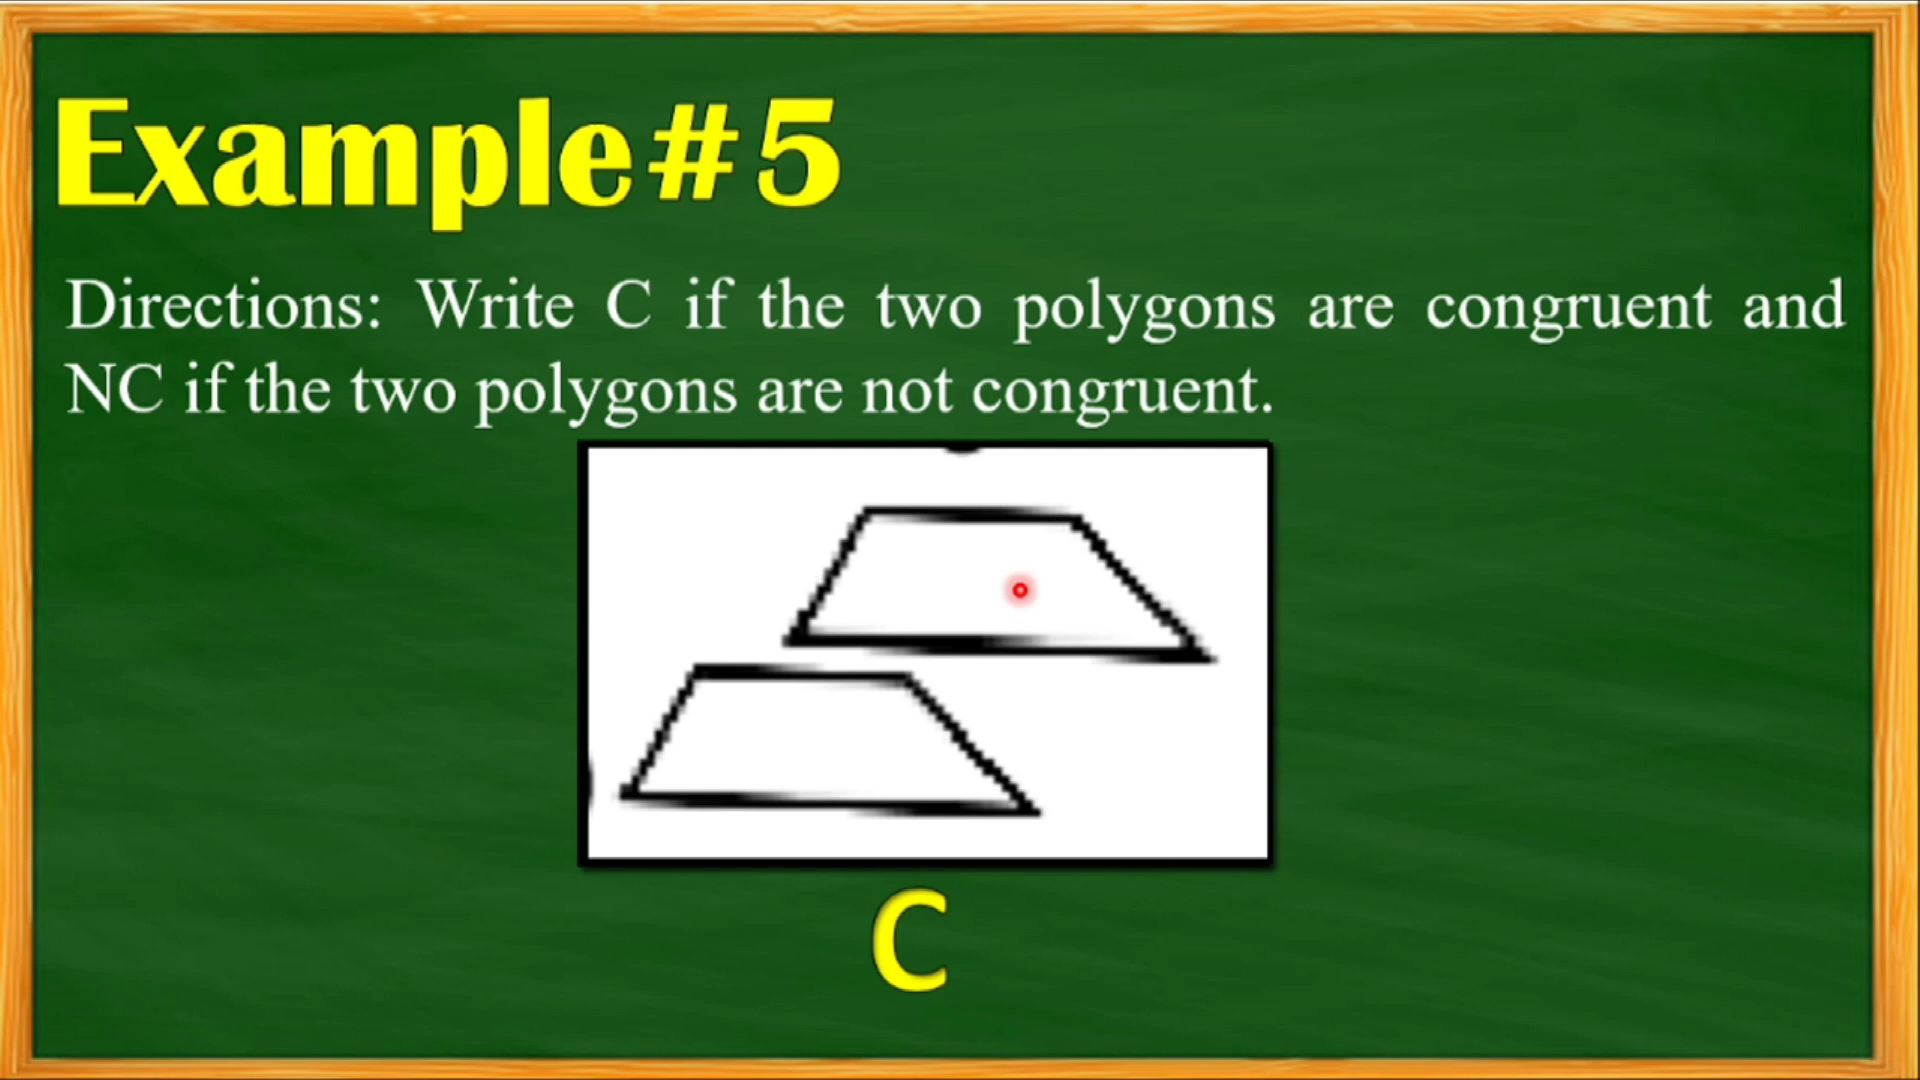 Example#5
Directions: Write C if the two polygons are congruent and
NC if the two polygons are not congruent.
C